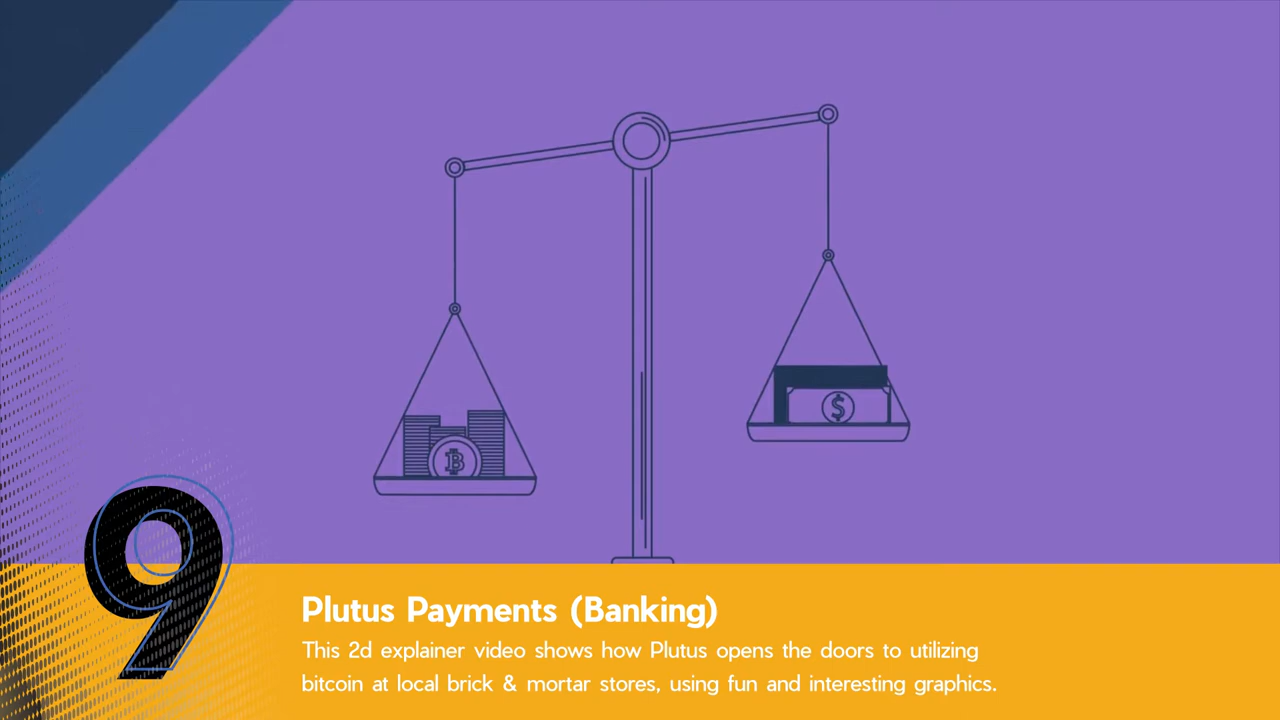 ₿
$
9
Plutus Payments (Banking)
This 2d explainer video shows how Plutus opens the doors to utilizing
bitcoin at local brick & mortar stores, using fun and interesting graphics.